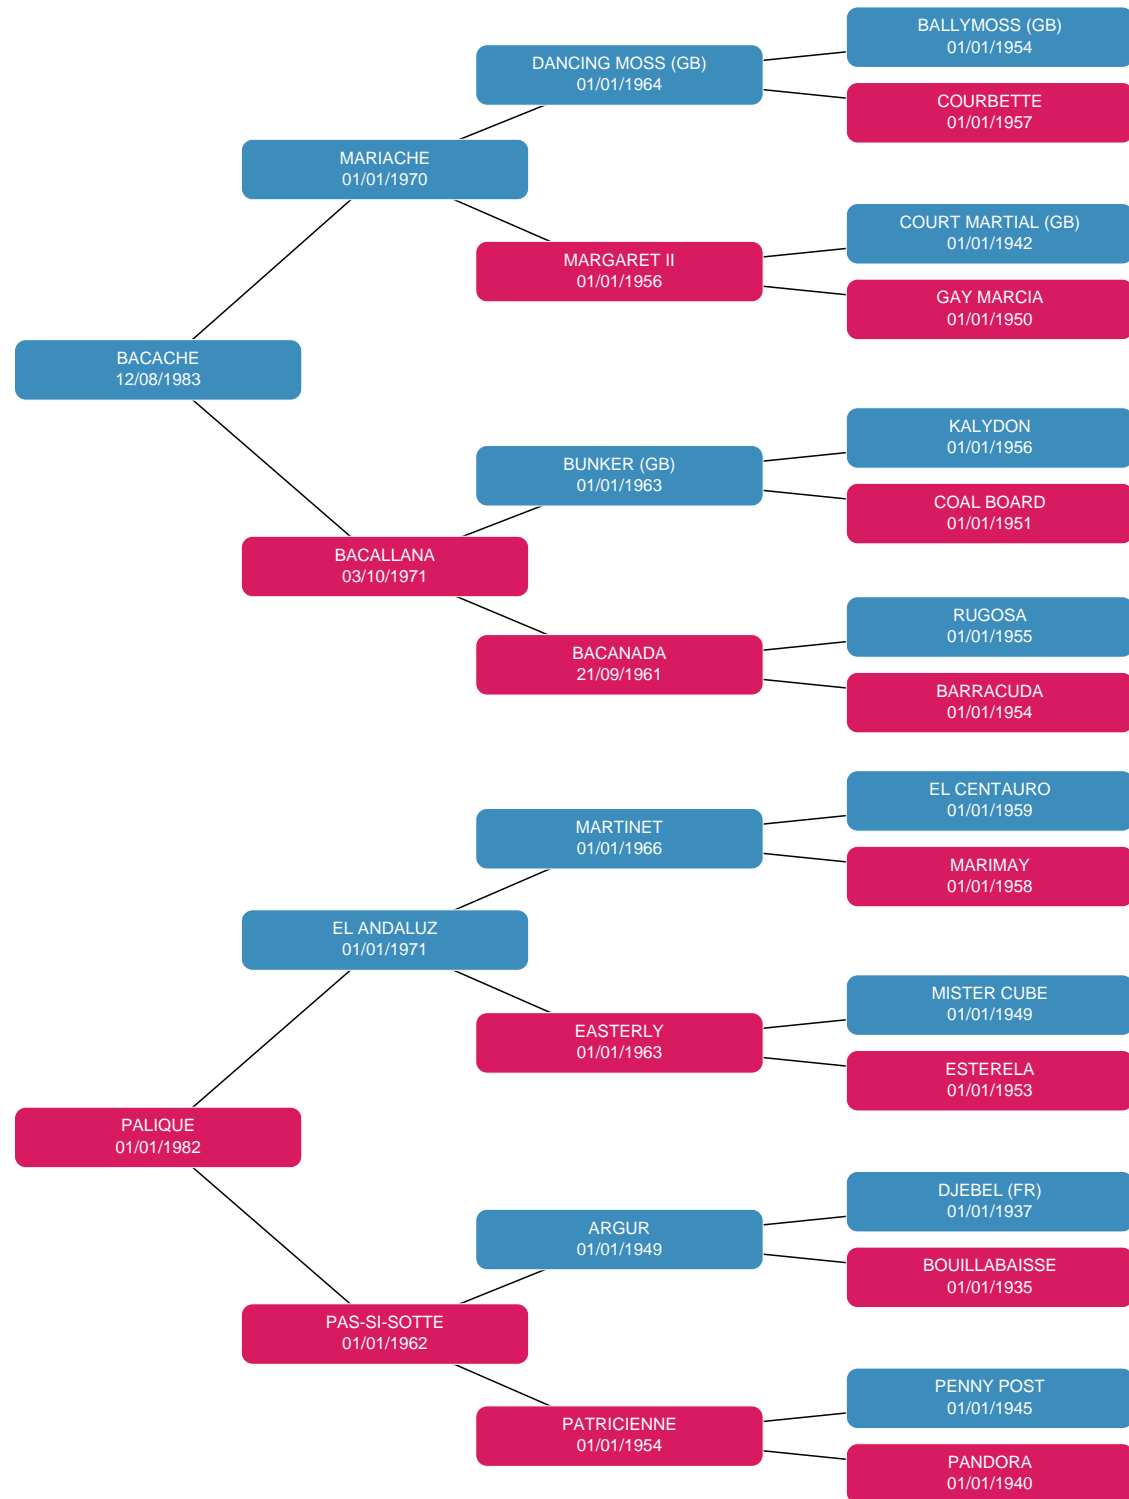 BALLYMOSS (GB)
01/01/1954
DANCING MOSS (GB)
01/01/1964
COURBETTE
01/01/1957
MARIACHE
01/01/1970
COURT MARTIAL (GB)
01/01/1942
MARGARET II
01/01/1956
GAY MARCIA
01/01/1950
BACACHE
12/08/1983
KALYDON
01/01/1956
BUNKER (GB)
01/01/1963
COAL BOARD
01/01/1951
BACALLANA
03/10/1971
RUGOSA
01/01/1955
BACANADA
21/09/1961
BARRACUDA
01/01/1954
EL CENTAURO
01/01/1959
MARTINET
01/01/1966
MARIMAY
01/01/1958
EL ANDALUZ
01/01/1971
MISTER CUBE
01/01/1949
EASTERLY
01/01/1963
ESTERELA
01/01/1953
PALIQUE
01/01/1982
DJEBEL (FR)
01/01/1937
ARGUR
01/01/1949
BOUILLABAISSE
01/01/1935
PAS-SI-SOTTE
01/01/1962
PENNY POST
01/01/1945
PATRICIENNE
01/01/1954
PANDORA
01/01/1940